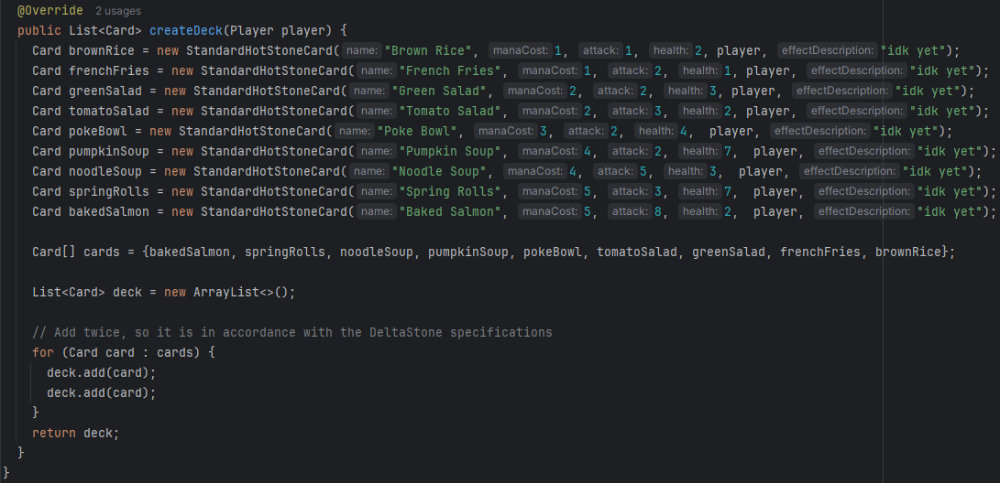 @Override 2 usages
public List<Card> createDeck(Player player) {
Card brownRice = new StandardHotStoneCard( name: "Brown Rice", manaCost: 1, attack: 1, health: 2, player, effectDescription: "idk yet");
Card frenchFries = new StandardHotStoneCard( name: "French Fries", manaCost: 1, attack: 2, health: 1, player, effectDescription: "idk yet");
Card greenSalad = new StandardHotStoneCard( name: "Green Salad", manaCost: 2, attack: 2, health: 3, player, effectDescription: "idk yet");
Card tomatoSalad = new StandardHotStoneCard( name: "Tomato Salad", manaCost: 2, attack: 3, health: 2, player, effectDescription: "idk yet");
Card pokeBowl = new StandardHotStoneCard( name: "Poke Bowl", manaCost: 3, attack: 2, health: 4, player, effectDescription: "idk yet");
Card pumpkinSoup = new StandardHotStoneCard( name: "Pumpkin Soup", manaCost: 4, attack: 2, health: 7, player, effectDescription: "idk yet");
Card noodleSoup = new StandardHotStoneCard( name: "Noodle Soup", manaCost: 4, attack: 5, health: 3, player, effectDescription: "idk yet");
Card springRolls = new StandardHotStoneCard( name: "Spring Rolls", manaCost: 5, attack: 3, health: 7, player, effectDescription: "idk yet");
Card bakedSalmon = new StandardHotStoneCard( name: "Baked Salmon", manaCost: 5, attack: 8, health: 2, player, effectDescription: "idk yet");
Card[] cards = {bakedSalmon, springRolls, noodleSoup, pumpkinSoup, pokeBowl, tomatoSalad, greenSalad, frenchFries, brownRice};
List<Card> deck = new ArrayList<>();
// Add twice, so it is in accordance with the DeltaStone specifications
for (Card card : cards) {
deck.add(card);
deck.add(card);
}
return deck;
}
}